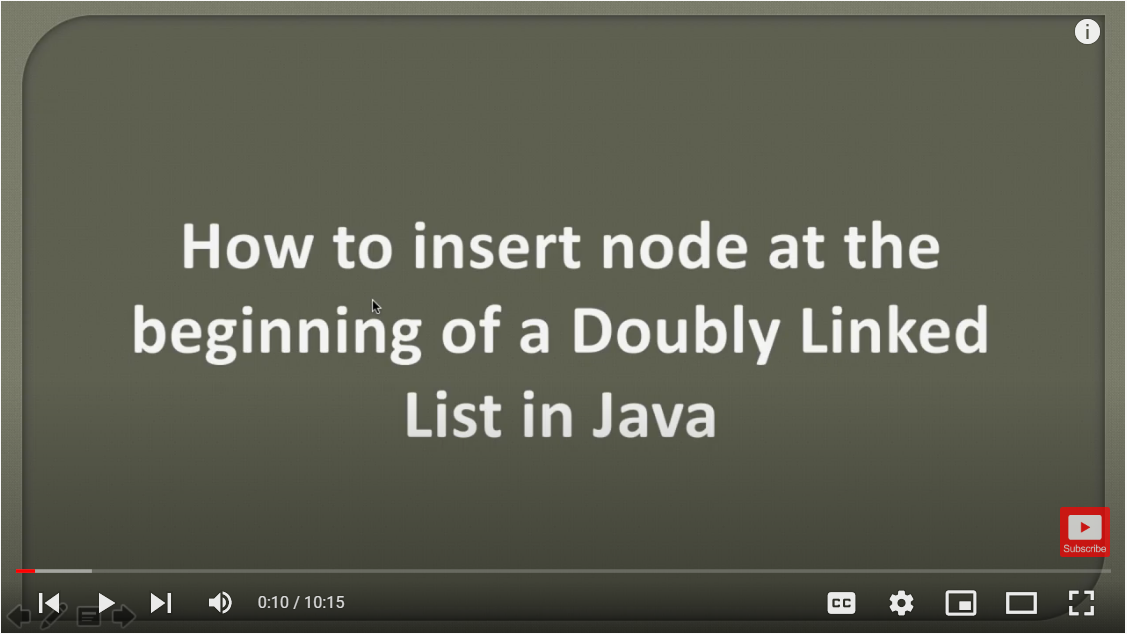 How to insert node at the
beginning of a Doubly Linked
List in Java
Subscribe
0:10 / 10:15
CC